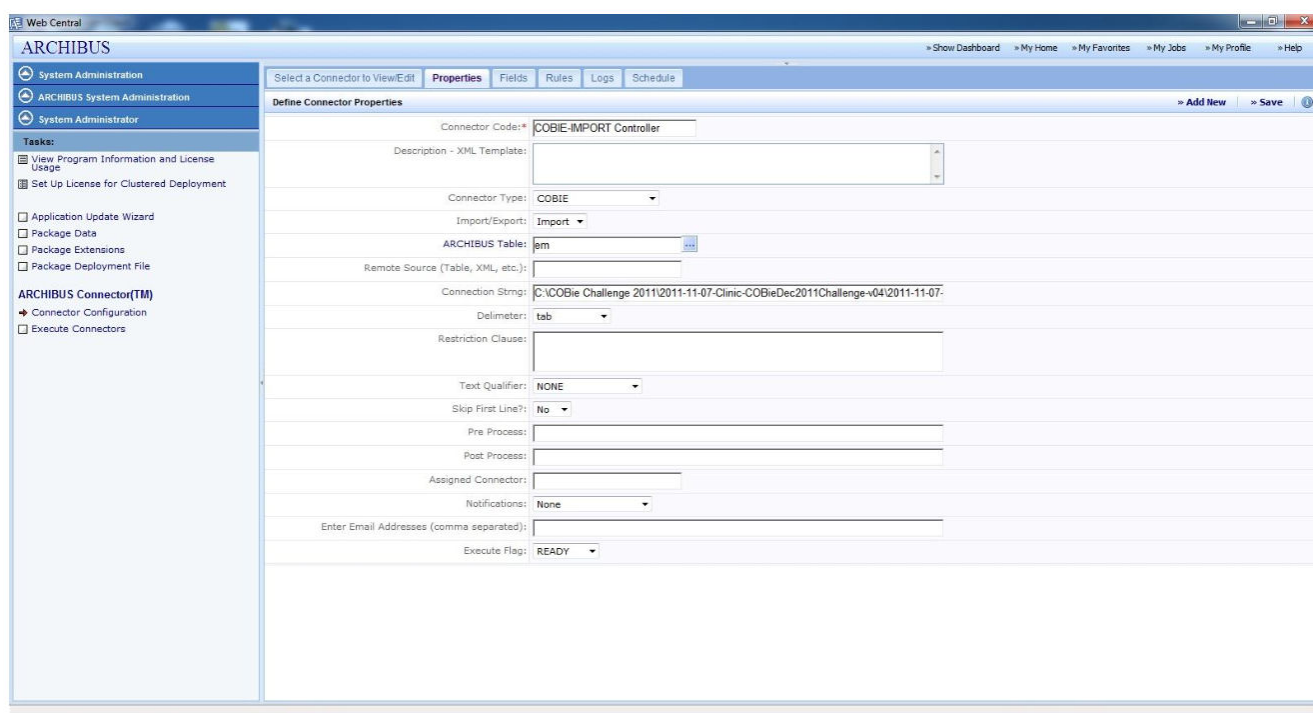 Web Central
ARCHIBUS
» Show Dashboard » My Home » My Favorites » My Jobs » My Profile » Help
System Administration
ARCHIBUS System Administration
System Administrator
Tasks:
View Program Information and License
Usage
Set Up License for Clustered Deployment
Application Update Wizard
Package Data
Package Extensions
Package Deployment File
ARCHIBUS Connector(TM)
Connector Configuration
Execute Connectors
Select a Connector to View/Edit Properties Fields Rules Logs Schedule
Define Connector Properties » Add New » Save
Connector Code:* COBIE-IMPORT Controller
Description - XML Template:
Connector Type: COBIE
Import/Export: Import
ARCHIBUS Table: em ...
Remote Source (Table, XML, etc.):
Connection Strng: C:\COBie Challenge 2011\2011-11-07-Clinic-COBieDec2011Challenge-v04\2011-11-07-
Delimeter: tab
Restriction Clause:
Text Qualifier: NONE
Skip First Line?: No
Pre Process:
Post Process:
Assigned Connector:
Notifications: None
Enter Email Addresses (comma separated):
Execute Flag: READY